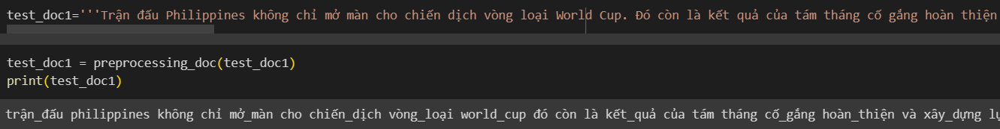 test_doc1='''Trận đấu Philippines không chỉ mở màn cho chiến dịch vòng loại World Cup. Đó còn là kết quả của tám tháng cố gắng hoàn thiện
test_doc1 = preprocessing_doc(test_doc1)
print(test_doc1)
trận_đấu philippines không chỉ mở_màn cho chiến_dịch vòng_loại world_cup đó còn là kết_quả của tám tháng cố_gắng hoàn_thiện và xây_dựng